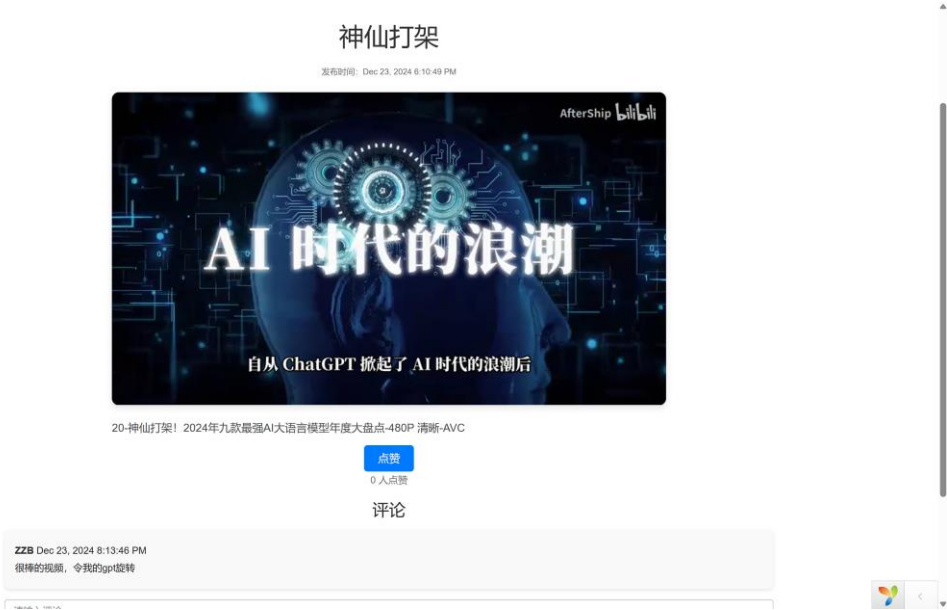 神仙打架
发布时间：Dec 23, 2024 6:10:49 PM
AfterShip bilibili
AI 时代的浪潮
自从 ChatGPT 掀起了 AI 时代的浪潮后
20-神仙打架！2024年九款最强AI大语言模型年度大盘点-480P 清晰-AVC
点赞
0 人点赞
评论
ZZB Dec 23, 2024 8:13:46 PM
很棒的视频，令我的gpt旋转